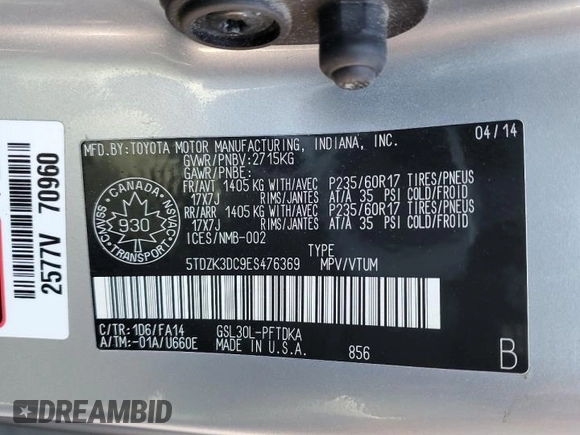 MFD.BY:TOYOTA MOTOR MANUFACTURING, INDIANA, INC. 04/14
GVWR/PNBV:2715KG
GAWR/PNBE:
FR/AVT 1405 KG WITH/AVEC P235/60R17 TIRES/PNEUS
17X7J RIMS/JANTES AT/A 35 PSI COLD/FROID
RR/ARR 1405 KG WITH/AVEC P235/60R17 TIRES/PNEUS
17X7J RIMS/JANTES AT/A 35 PSI COLD/FROID
ICES/NMB-002
TYPE
5TDZK3DC9ES476369 MPV/VTUM
C/TR:1D6/FA14 GSL30L-PFTDKA
A/TM:-01A/U660E MADE IN U.S.A. 856
B
CANADA
CMVSS NSVAC
930
TRANSPORT
2577V 70960
DREAMBID